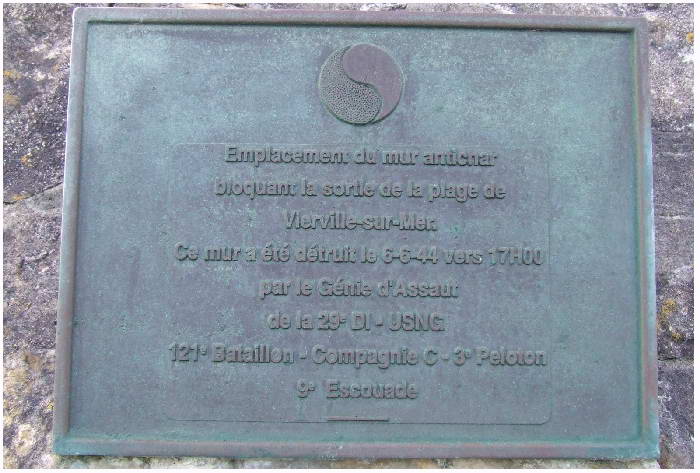 Emplacement du mur antichar
bloquant la sortie de la plage de
Vierville-sur-Mer.
Ce mur a été détruit le 6-6-44 vers 17H00
par le Génie d'Assaut
de la 29e DI - USNG
121e Bataillon - Compagnie C - 3e Peloton
9e Escouade